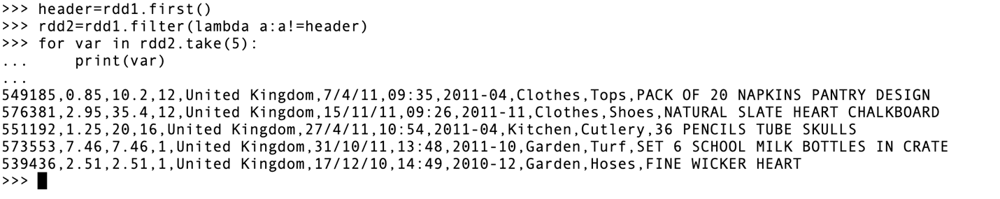 >>> header=rdd1.first()
>>> rdd2=rdd1.filter(lambda a:a!=header)
>>> for var in rdd2.take(5):
...     print(var)
...
549185,0.85,10.2,12,United Kingdom,7/4/11,09:35,2011-04,Clothes,Tops,PACK OF 20 NAPKINS PANTRY DESIGN
576381,2.95,35.4,12,United Kingdom,15/11/11,09:26,2011-11,Clothes,Shoes,NATURAL SLATE HEART CHALKBOARD
551192,1.25,20,16,United Kingdom,27/4/11,10:54,2011-04,Kitchen,Cutlery,36 PENCILS TUBE SKULLS
573553,7.46,7.46,1,United Kingdom,31/10/11,13:48,2011-10,Garden,Turf,SET 6 SCHOOL MILK BOTTLES IN CRATE
539436,2.51,2.51,1,United Kingdom,17/12/10,14:49,2010-12,Garden,Hoses,FINE WICKER HEART
>>>